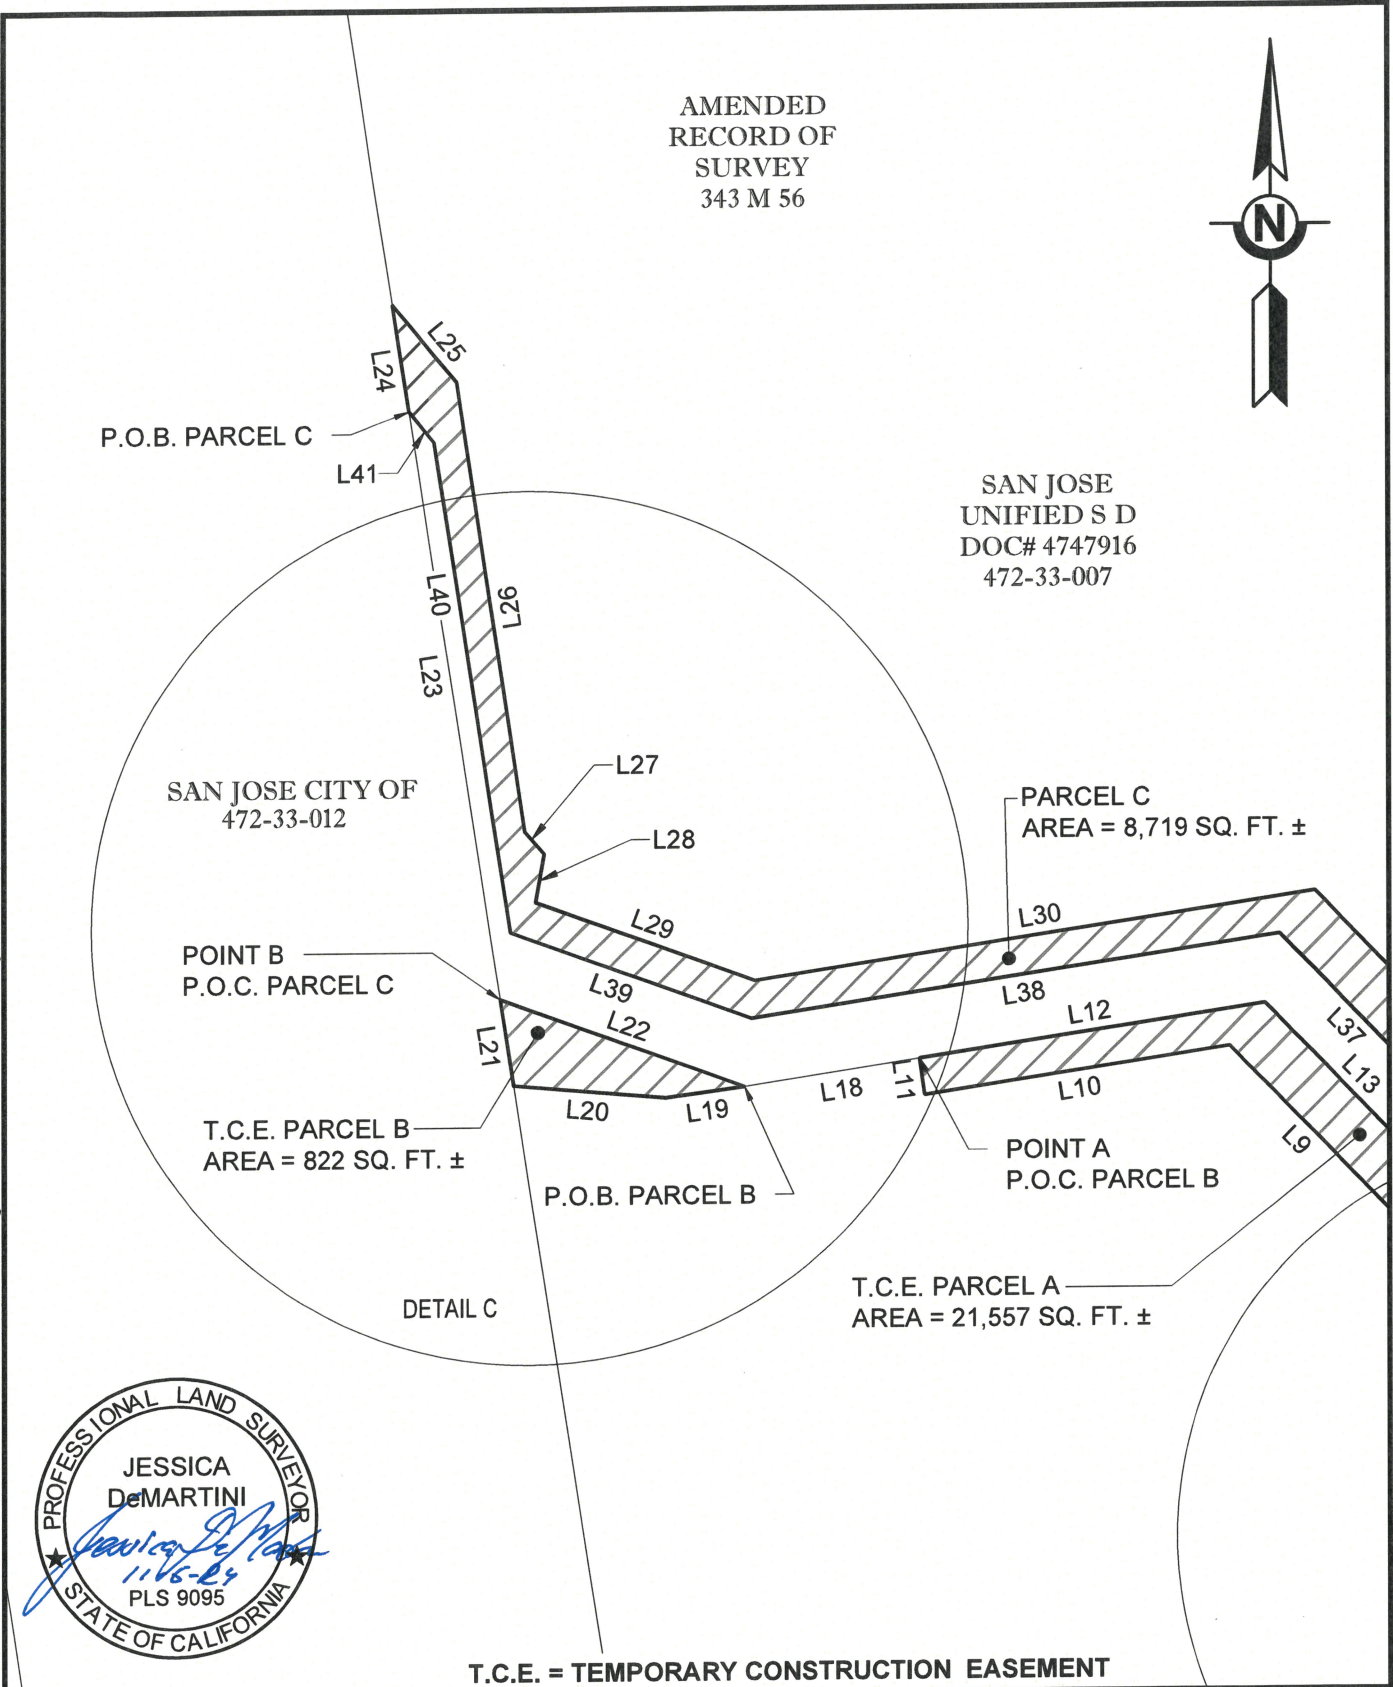 AMENDED
RECORD OF
SURVEY
343 M 56
N
L25
L24
P.O.B. PARCEL C
L41
SAN JOSE
UNIFIED S D
DOC# 4747916
472-33-007
L40
L26
L23
L27
SAN JOSE CITY OF
472-33-012
PARCEL C
AREA = 8,719 SQ. FT. ±
L28
L29
L30
POINT B
P.O.C. PARCEL C
L39
L38
L22
L12
L37
L21
L18
L11
L10
L13
L20
L19
L9
T.C.E. PARCEL B
AREA = 822 SQ. FT. ±
POINT A
P.O.C. PARCEL B
P.O.B. PARCEL B
T.C.E. PARCEL A
AREA = 21,557 SQ. FT. ±
DETAIL C
PROFESSIONAL LAND SURVEYOR
JESSICA
DeMARTINI
PLS 9095
STATE OF CALIFORNIA
T.C.E. = TEMPORARY CONSTRUCTION EASEMENT